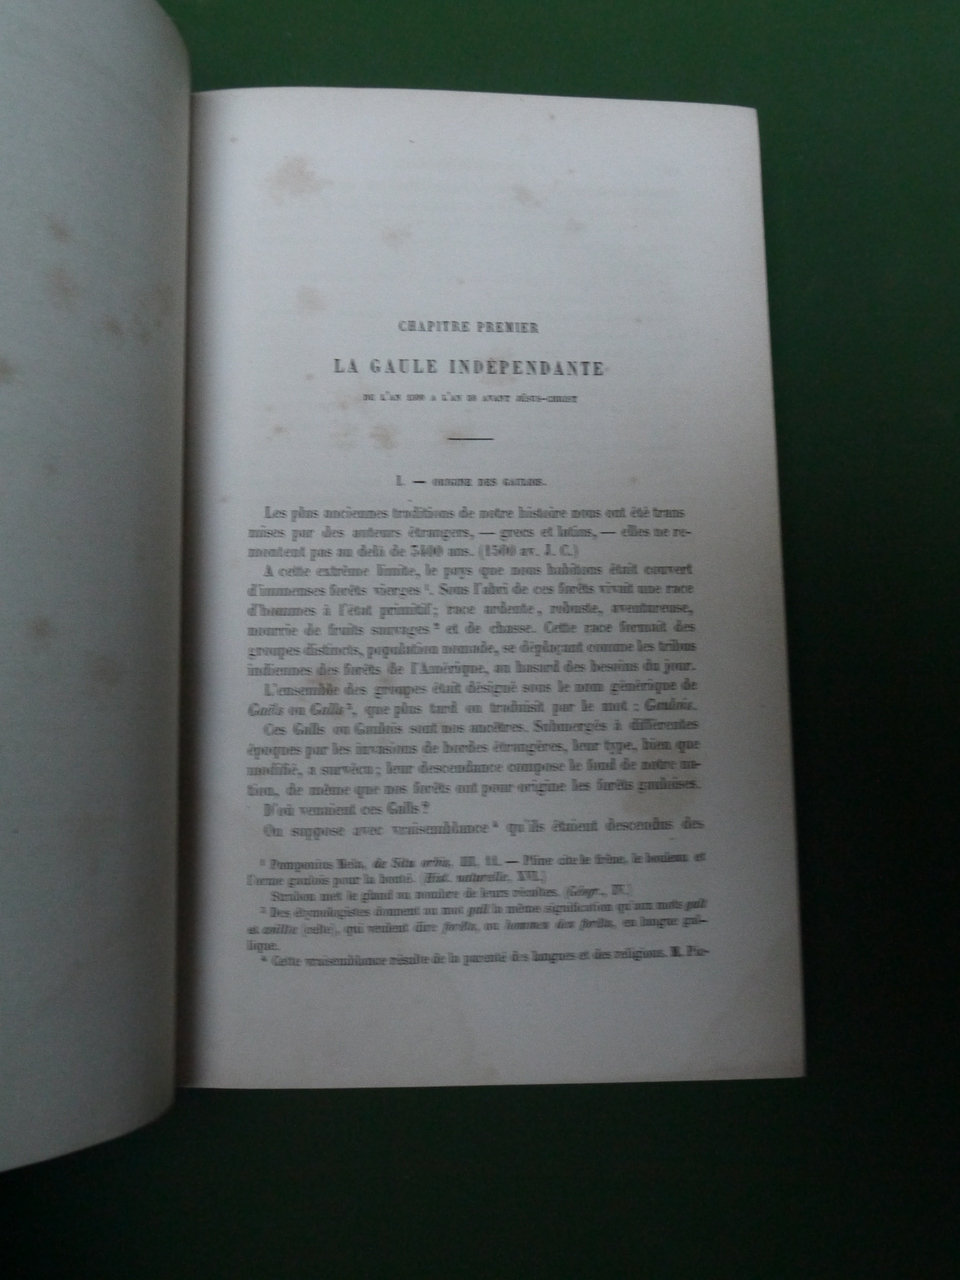 CHAPITRE PREMIER
LA GAULE INDÉPENDANTE
DE L'AN A L'AN AVANT JÉSUS-CHRIST
I. — ORIGINE DES GAULOIS.
Les plus anciennes traditions de notre histoire nous ont été trans
mises par des auteurs étrangers, — grecs et latins, — elles ne re-
montent pas au delà de 3400 ans. (1500 av. J. C.)
A cette extrême limite, le pays que nous habitons était couvert
d'immenses forêts vierges ¹. Sous l'abri de ces forêts vivait une race
d'hommes à l'état primitif; race ardente, robuste, aventureuse,
nourrie de fruits sauvages ² et de chasse. Cette race formait des
groupes distincts, population nomade, se déplaçant comme les tribus
indiennes des forêts de l'Amérique, au hasard des besoins du jour.
L'ensemble des groupes était désigné sous le nom générique de
Gaëls ou Galls ³, que plus tard on traduisit par le mot : Gaulois.
Ces Galls ou Gaulois sont nos ancêtres. Submergés à différentes
époques par les invasions de hordes étrangères, leur type, bien que
modifié, a survécu; leur descendance compose le fond de notre na-
tion, de même que nos forêts ont pour origine les forêts gauloises.
D'où venaient ces Galls?
On suppose avec vraisemblance ⁴ qu'ils étaient descendus des
¹ Pomponius Mela, de Situ orbis, III, 11. — Pline cite le frêne, le bouleau et
l'orme gaulois pour la beauté. (Hist. naturelle, XVI.)
Strabon met le gland au nombre de leurs récoltes. (Géogr., IV.)
³ Des étymologistes donnent au mot gall la même signification qu'aux mots gal
et (celte), qui veulent dire forêts, ou hommes des forêts, en langue gal-
lique.
⁴ Cette vraisemblance résulte de la parenté des langues et des religions. M. Pic-